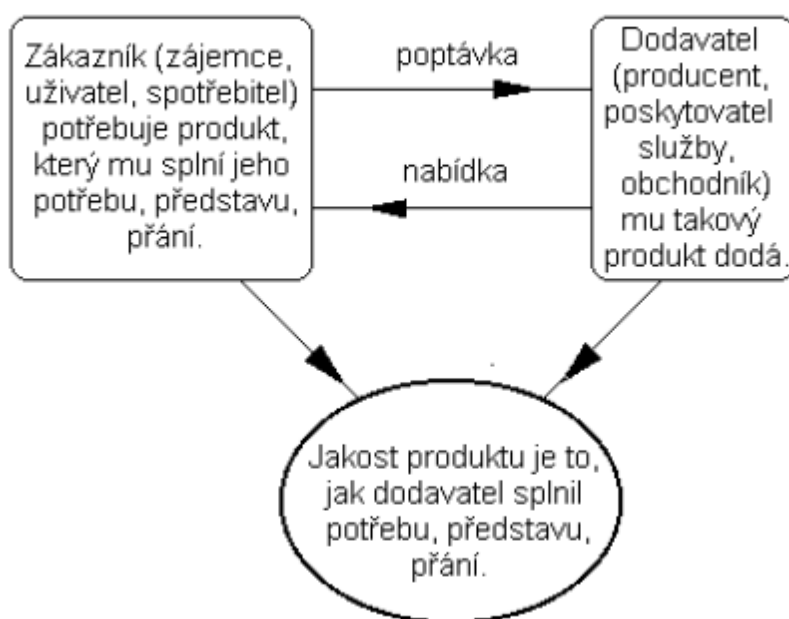 Zákazník (zájemce,
uživatel, spotřebitel)
potřebuje produkt,
který mu splní jeho
potřebu, představu,
přání.
poptávka
nabídka
Dodavatel
(producent,
poskytovatel
služby,
obchodník)
mu takový
produkt dodá.
Jakost produktu je to,
jak dodavatel splnil
potřebu, představu,
přání.